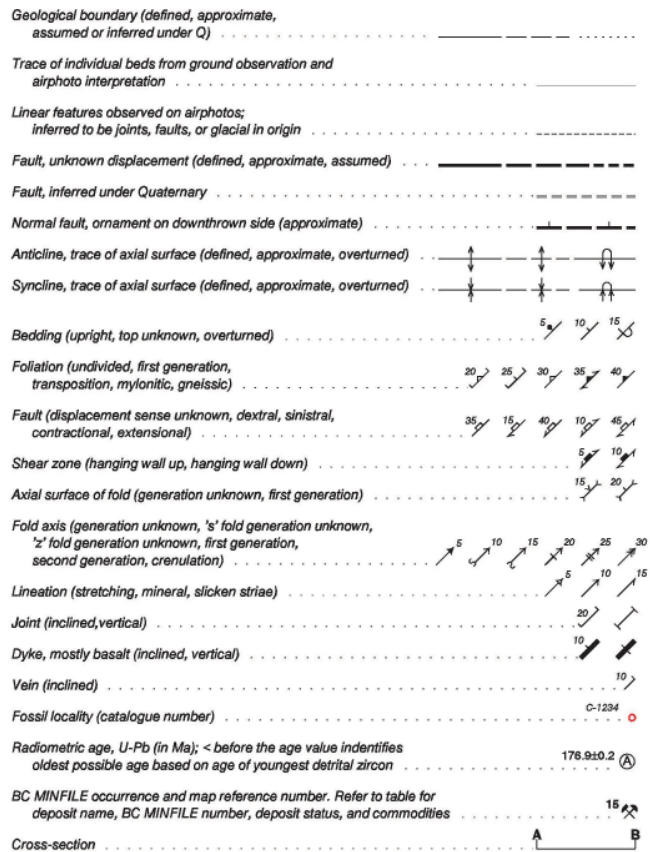 Geological boundary (defined, approximate,
assumed or inferred under Q)
Trace of individual beds from ground observation and
airphoto interpretation
Linear features observed on airphotos;
inferred to be joints, faults, or glacial in origin
Fault, unknown displacement (defined, approximate, assumed)
Fault, inferred under Quaternary
Normal fault, ornament on downthrown side (approximate)
Anticline, trace of axial surface (defined, approximate, overturned)
Syncline, trace of axial surface (defined, approximate, overturned)
5 10 15
Bedding (upright, top unknown, overturned)
Foliation (undivided, first generation,
20 25 30 35 40
transposition, mylonitic, gneissic)
Fault (displacement sense unknown, dextral, sinistral,
35 15 40 10 45
contractional, extensional)
Shear zone (hanging wall up, hanging wall down) 5 10
Axial surface of fold (generation unknown, first generation) 15 20
Fold axis (generation unknown, 's' fold generation unknown,
'z' fold generation unknown, first generation, 5 10 15 20 25 30
second generation, crenulation)
Lineation (stretching, mineral, slicken striae) 5 10 15
Joint (inclined,vertical) 20
Dyke, mostly basalt (inclined, vertical) 10
Vein (inclined) 10
Fossil locality (catalogue number) C-1234
Radiometric age, U-Pb (in Ma); < before the age value indentifies
oldest possible age based on age of youngest detrital zircon 176.9±0.2 A
BC MINFILE occurrence and map reference number. Refer to table for
deposit name, BC MINFILE number, deposit status, and commodities 15
Cross-section A B